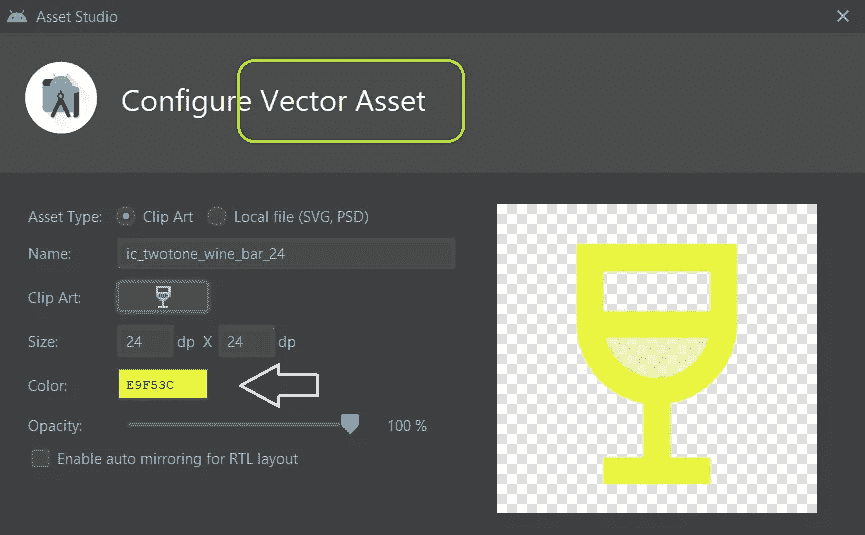 Asset Studio
Configure Vector Asset
Asset Type: Clip Art Local file (SVG, PSD)
Name: ic_twotone_wine_bar_24
Clip Art:
Size: 24 dp X 24 dp
Color: E9F53C
Opacity: 100 %
Enable auto mirroring for RTL layout